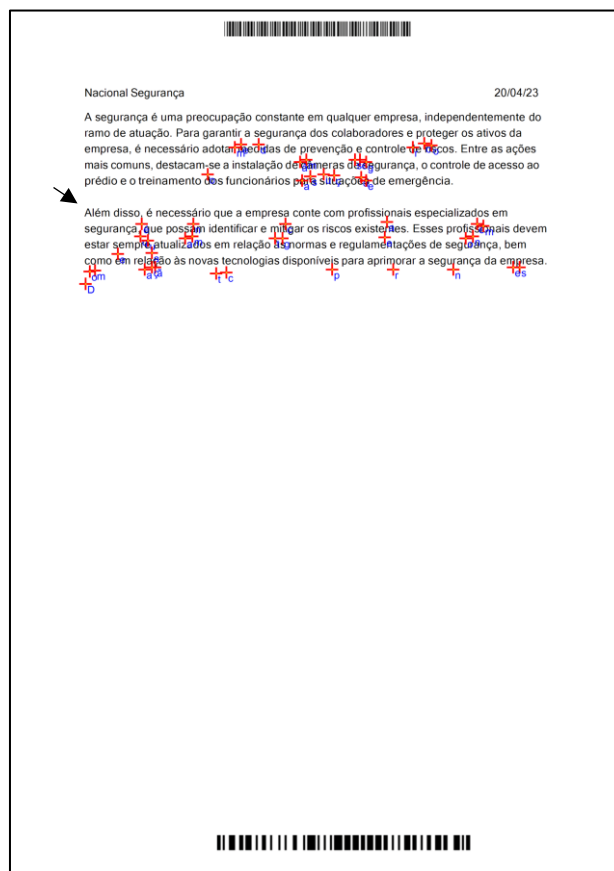 Nacional Segurança 20/04/23
A segurança é uma preocupação constante em qualquer empresa, independentemente do
ramo de atuação. Para garantir a segurança dos colaboradores e proteger os ativos da
empresa, é necessário adotar medidas de prevenção e controle de riscos. Entre as ações
mais comuns, destacam-se a instalação de câmeras de segurança, o controle de acesso ao
prédio e o treinamento dos funcionários para situações de emergência.
Além disso, é necessário que a empresa conte com profissionais especializados em
segurança, que possam identificar e mitigar os riscos existentes. Esses profissionais devem
estar sempre atualizados em relação às normas e regulamentações de segurança, bem
como em relação às novas tecnologias disponíveis para aprimorar a segurança da empresa.
D o m a t c p r n e s